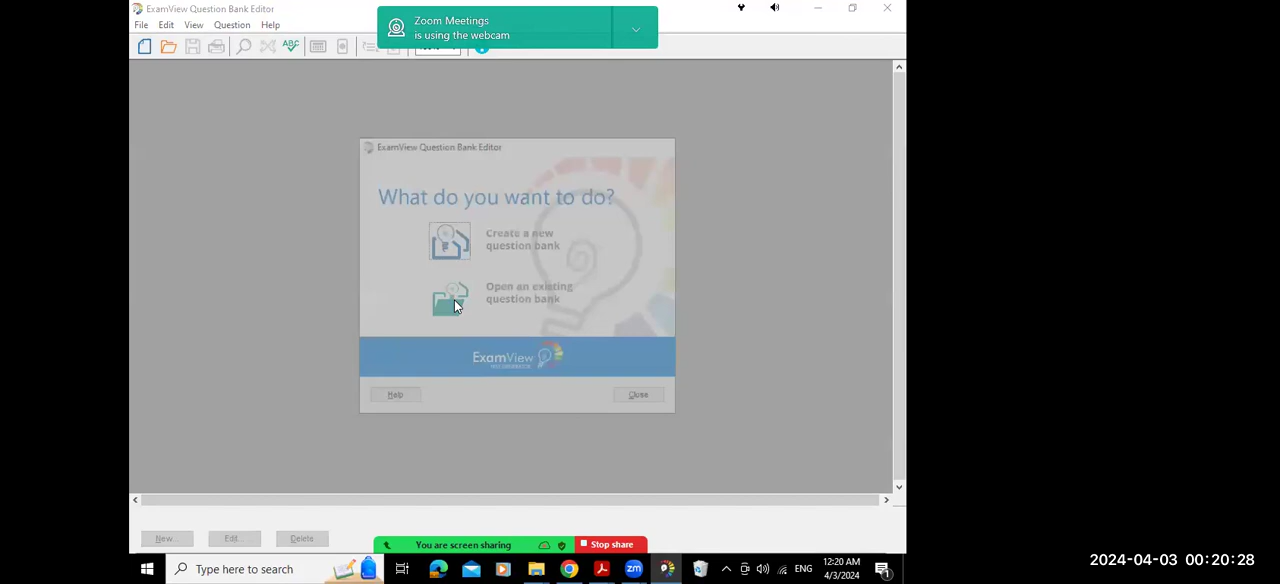 ExamView Question Bank Editor
Zoom Meetings
is using the webcam
File Edit View Question Help
ABC
ExamView Question Bank Editor
What do you want to do?
Create a new
question bank
Open an existing
question bank
ExamView
Help
Close
New...
Edit...
Delete
You are screen sharing
Stop share
Type here to search
zm
ENG
12:20 AM
4/3/2024
1
2024-04-03 00:20:28